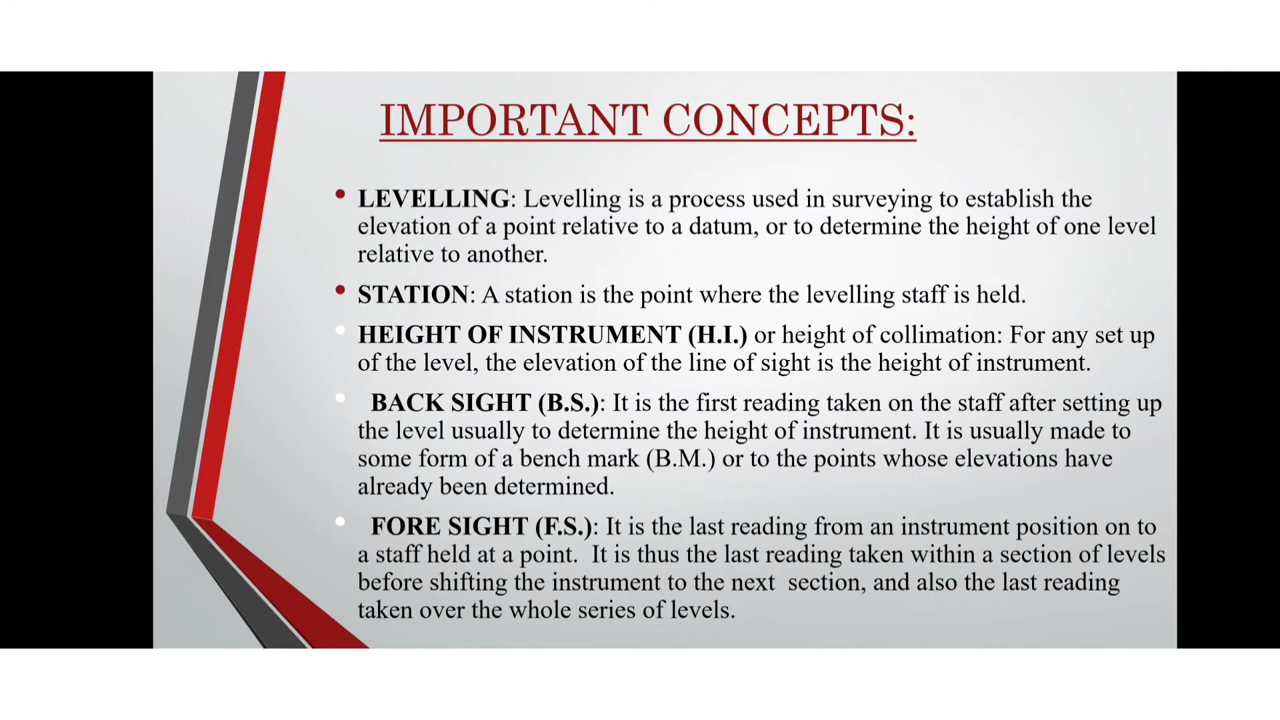 IMPORTANT CONCEPTS:
• LEVELLING: Levelling is a process used in surveying to establish the
elevation of a point relative to a datum, or to determine the height of one level
relative to another.
• STATION: A station is the point where the levelling staff is held.
• HEIGHT OF INSTRUMENT (H.I.) or height of collimation: For any set up
of the level, the elevation of the line of sight is the height of instrument.
• BACK SIGHT (B.S.): It is the first reading taken on the staff after setting up
the level usually to determine the height of instrument. It is usually made to
some form of a bench mark (B.M.) or to the points whose elevations have
already been determined.
• FORE SIGHT (F.S.): It is the last reading from an instrument position on to
a staff held at a point.  It is thus the last reading taken within a section of levels
before shifting the instrument to the next  section, and also the last reading
taken over the whole series of levels.